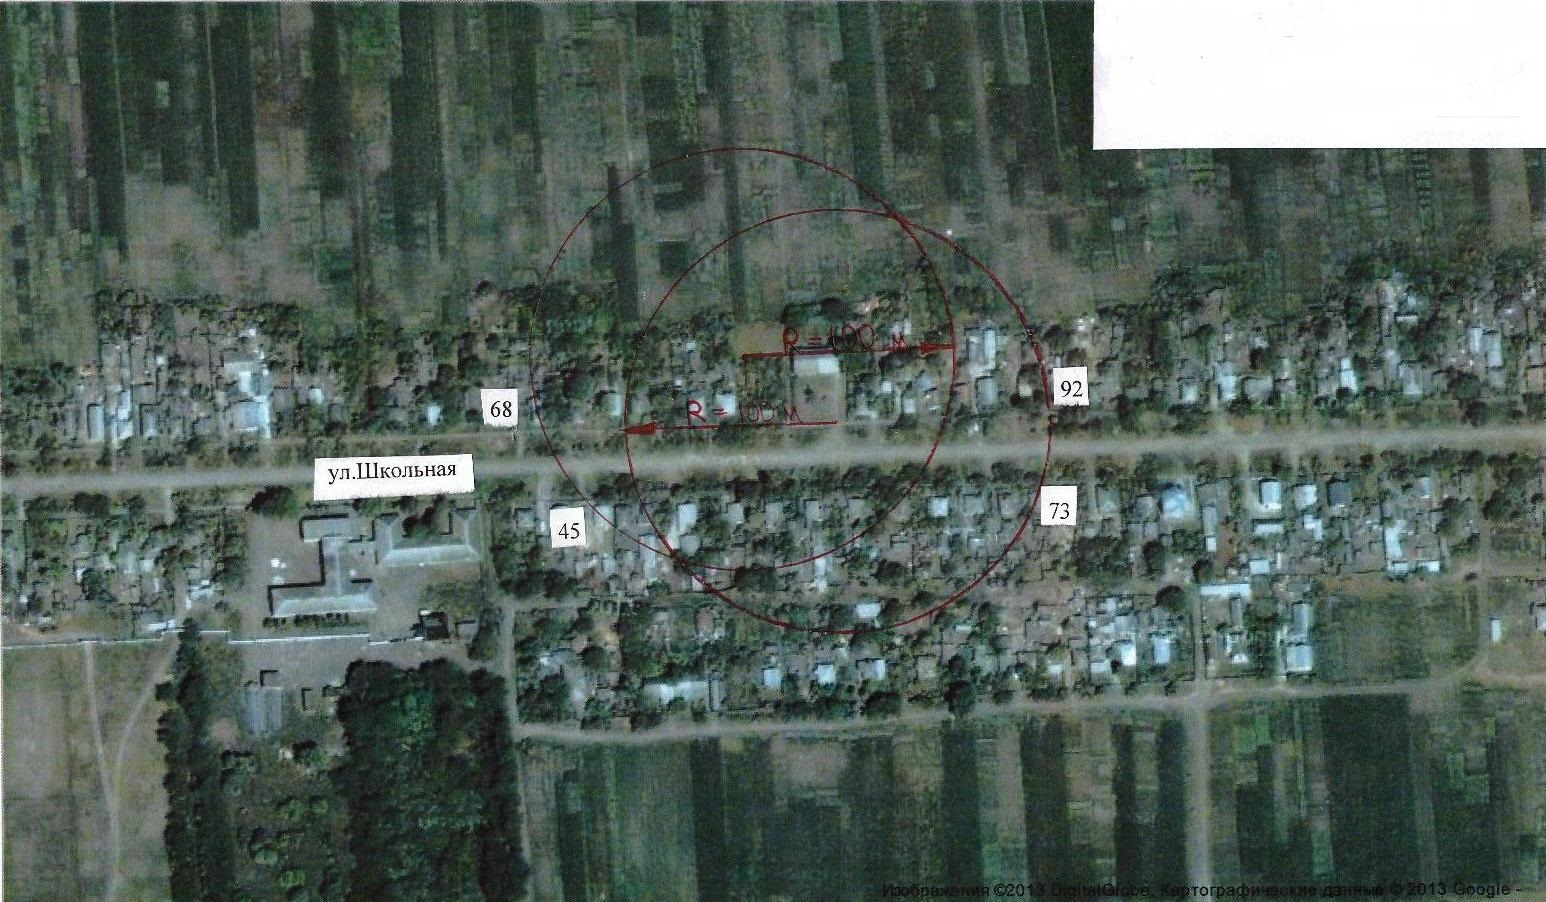 R = 100 м
92
68
R = 100 м
ул.Школьная
73
45
Изображения ©2013 DigitalGlobe, Картографические данные © 2013 Google -